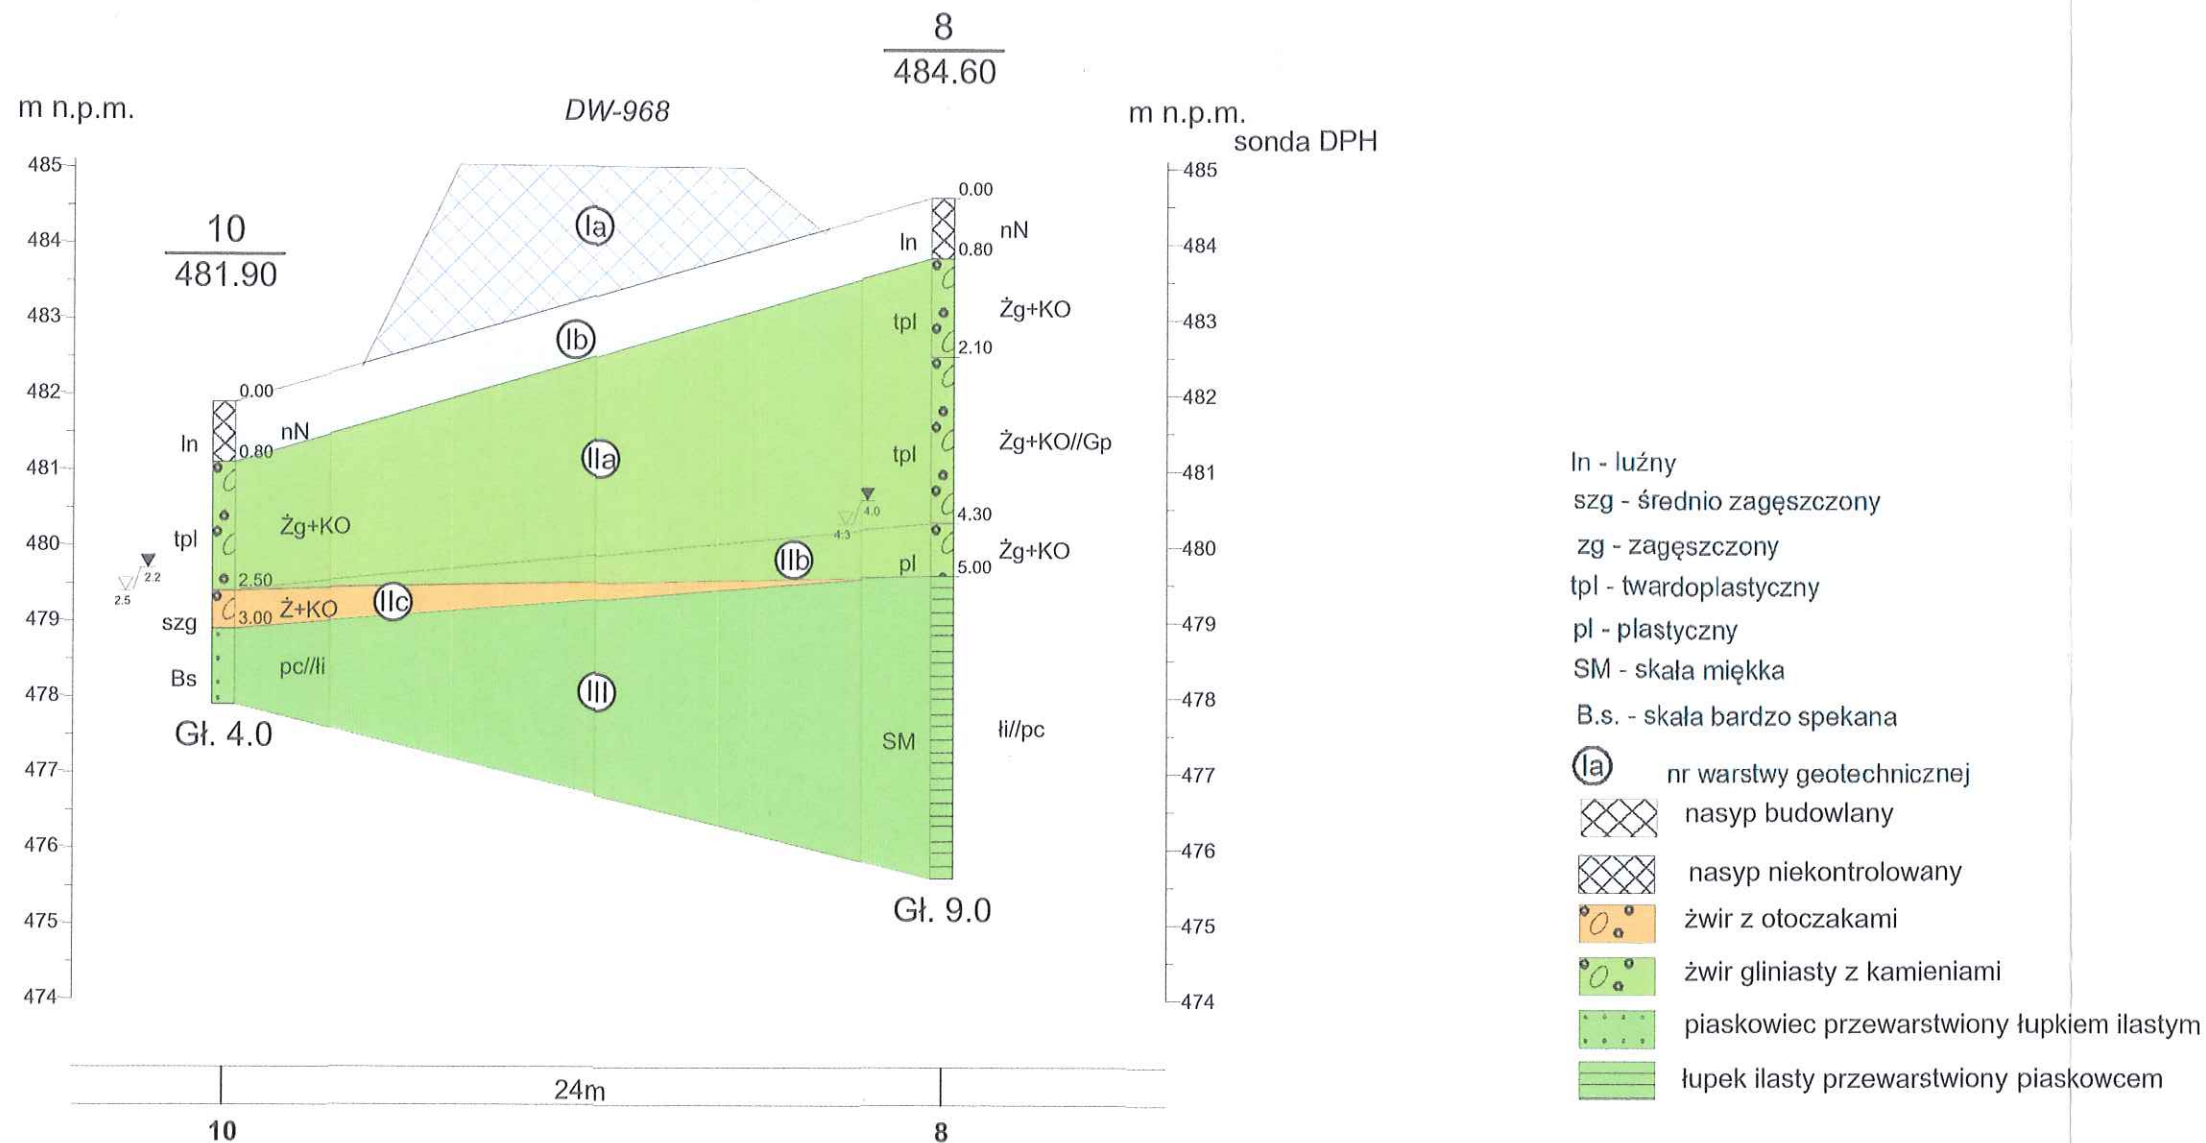 8
484.60
m n.p.m.
DW-968
m n.p.m.
sonda DPH
485
484
483
482
481
480
479
478
477
476
475
474
10
481.90
0.00
0.80
2.50
3.00
ln
tpl
szg
Bs
nN
Żg+KO
Ż+KO
pc//łi
2.2
2.5
Gł. 4.0
Ia
Ib
IIa
IIb
IIc
III
4.0
4.3
ln
tpl
tpl
pl
SM
0.00
0.80
2.10
4.30
5.00
nN
Żg+KO
Żg+KO//Gp
Żg+KO
łi//pc
Gł. 9.0
485
484
483
482
481
480
479
478
477
476
475
474
24m
10
8
ln - luźny
szg - średnio zagęszczony
zg - zagęszczony
tpl - twardoplastyczny
pl - plastyczny
SM - skała miękka
B.s. - skala bardzo spekana
Ia nr warstwy geotechnicznej
nasyp budowlany
nasyp niekontrolowany
żwir z otoczakami
żwir gliniasty z kamieniami
piaskowiec przewarstwiony łupkiem ilastym
łupek ilasty przewarstwiony piaskowcem